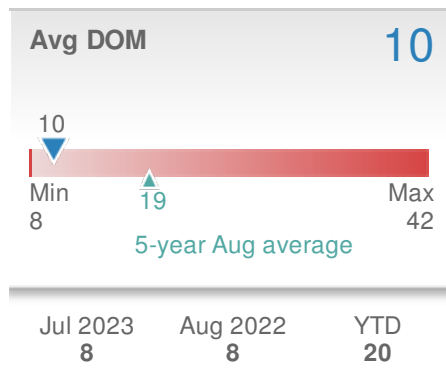 Avg DOM 10
10
Min Max
8 42
19
5-year Aug average
Jul 2023 Aug 2022 YTD
8 8 20